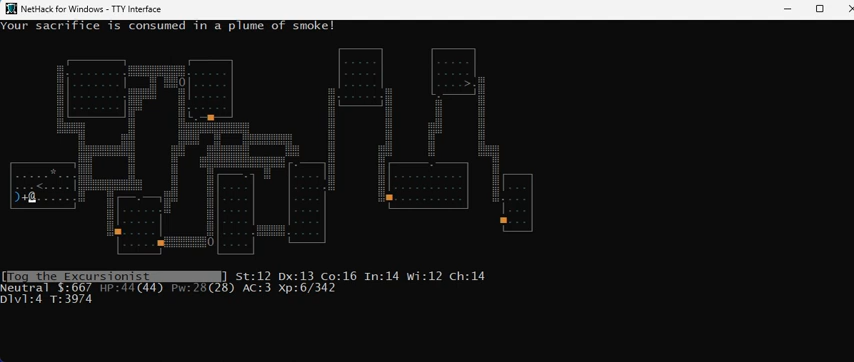 NetHack for Windows - TTY Interface
Your sacrifice is consumed in a plume of smoke!
[Tog the Excursionist] St:12 Dx:13 Co:16 In:14 Wi:12 Ch:14
Neutral $:667 HP:44(44) Pw:28(28) AC:3 Xp:6/342
Dlvl:4 T:3974